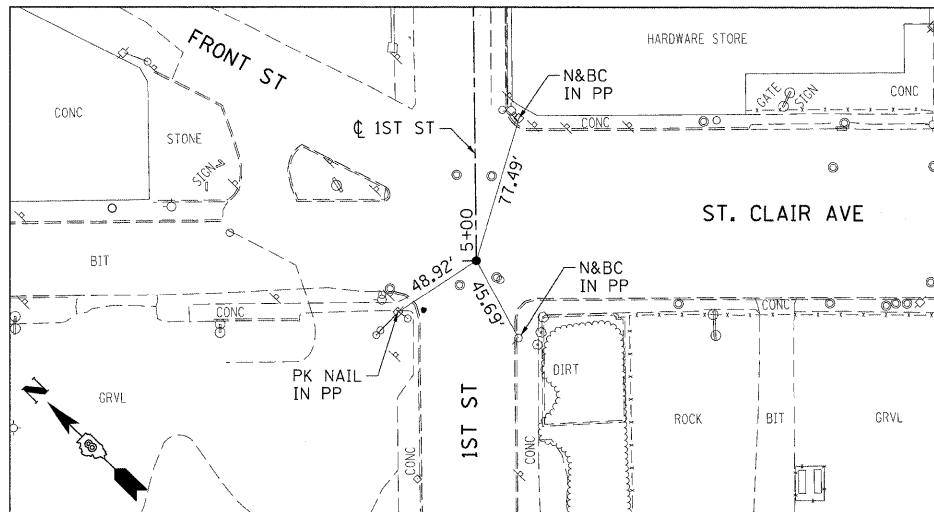 FRONT ST
HARDWARE STORE
N&BC
IN PP
GATE
SIGN
CONC
CONC
CONC
STONE
℄ 1ST ST
SIGN
77.49'
5+00
ST. CLAIR AVE
BIT
48.92'
45.69'
N&BC
IN PP
CONC
CONC
PK NAIL
IN PP
DIRT
GRVL
N
1ST ST
CONC
CONC
ROCK
BIT
GRVL